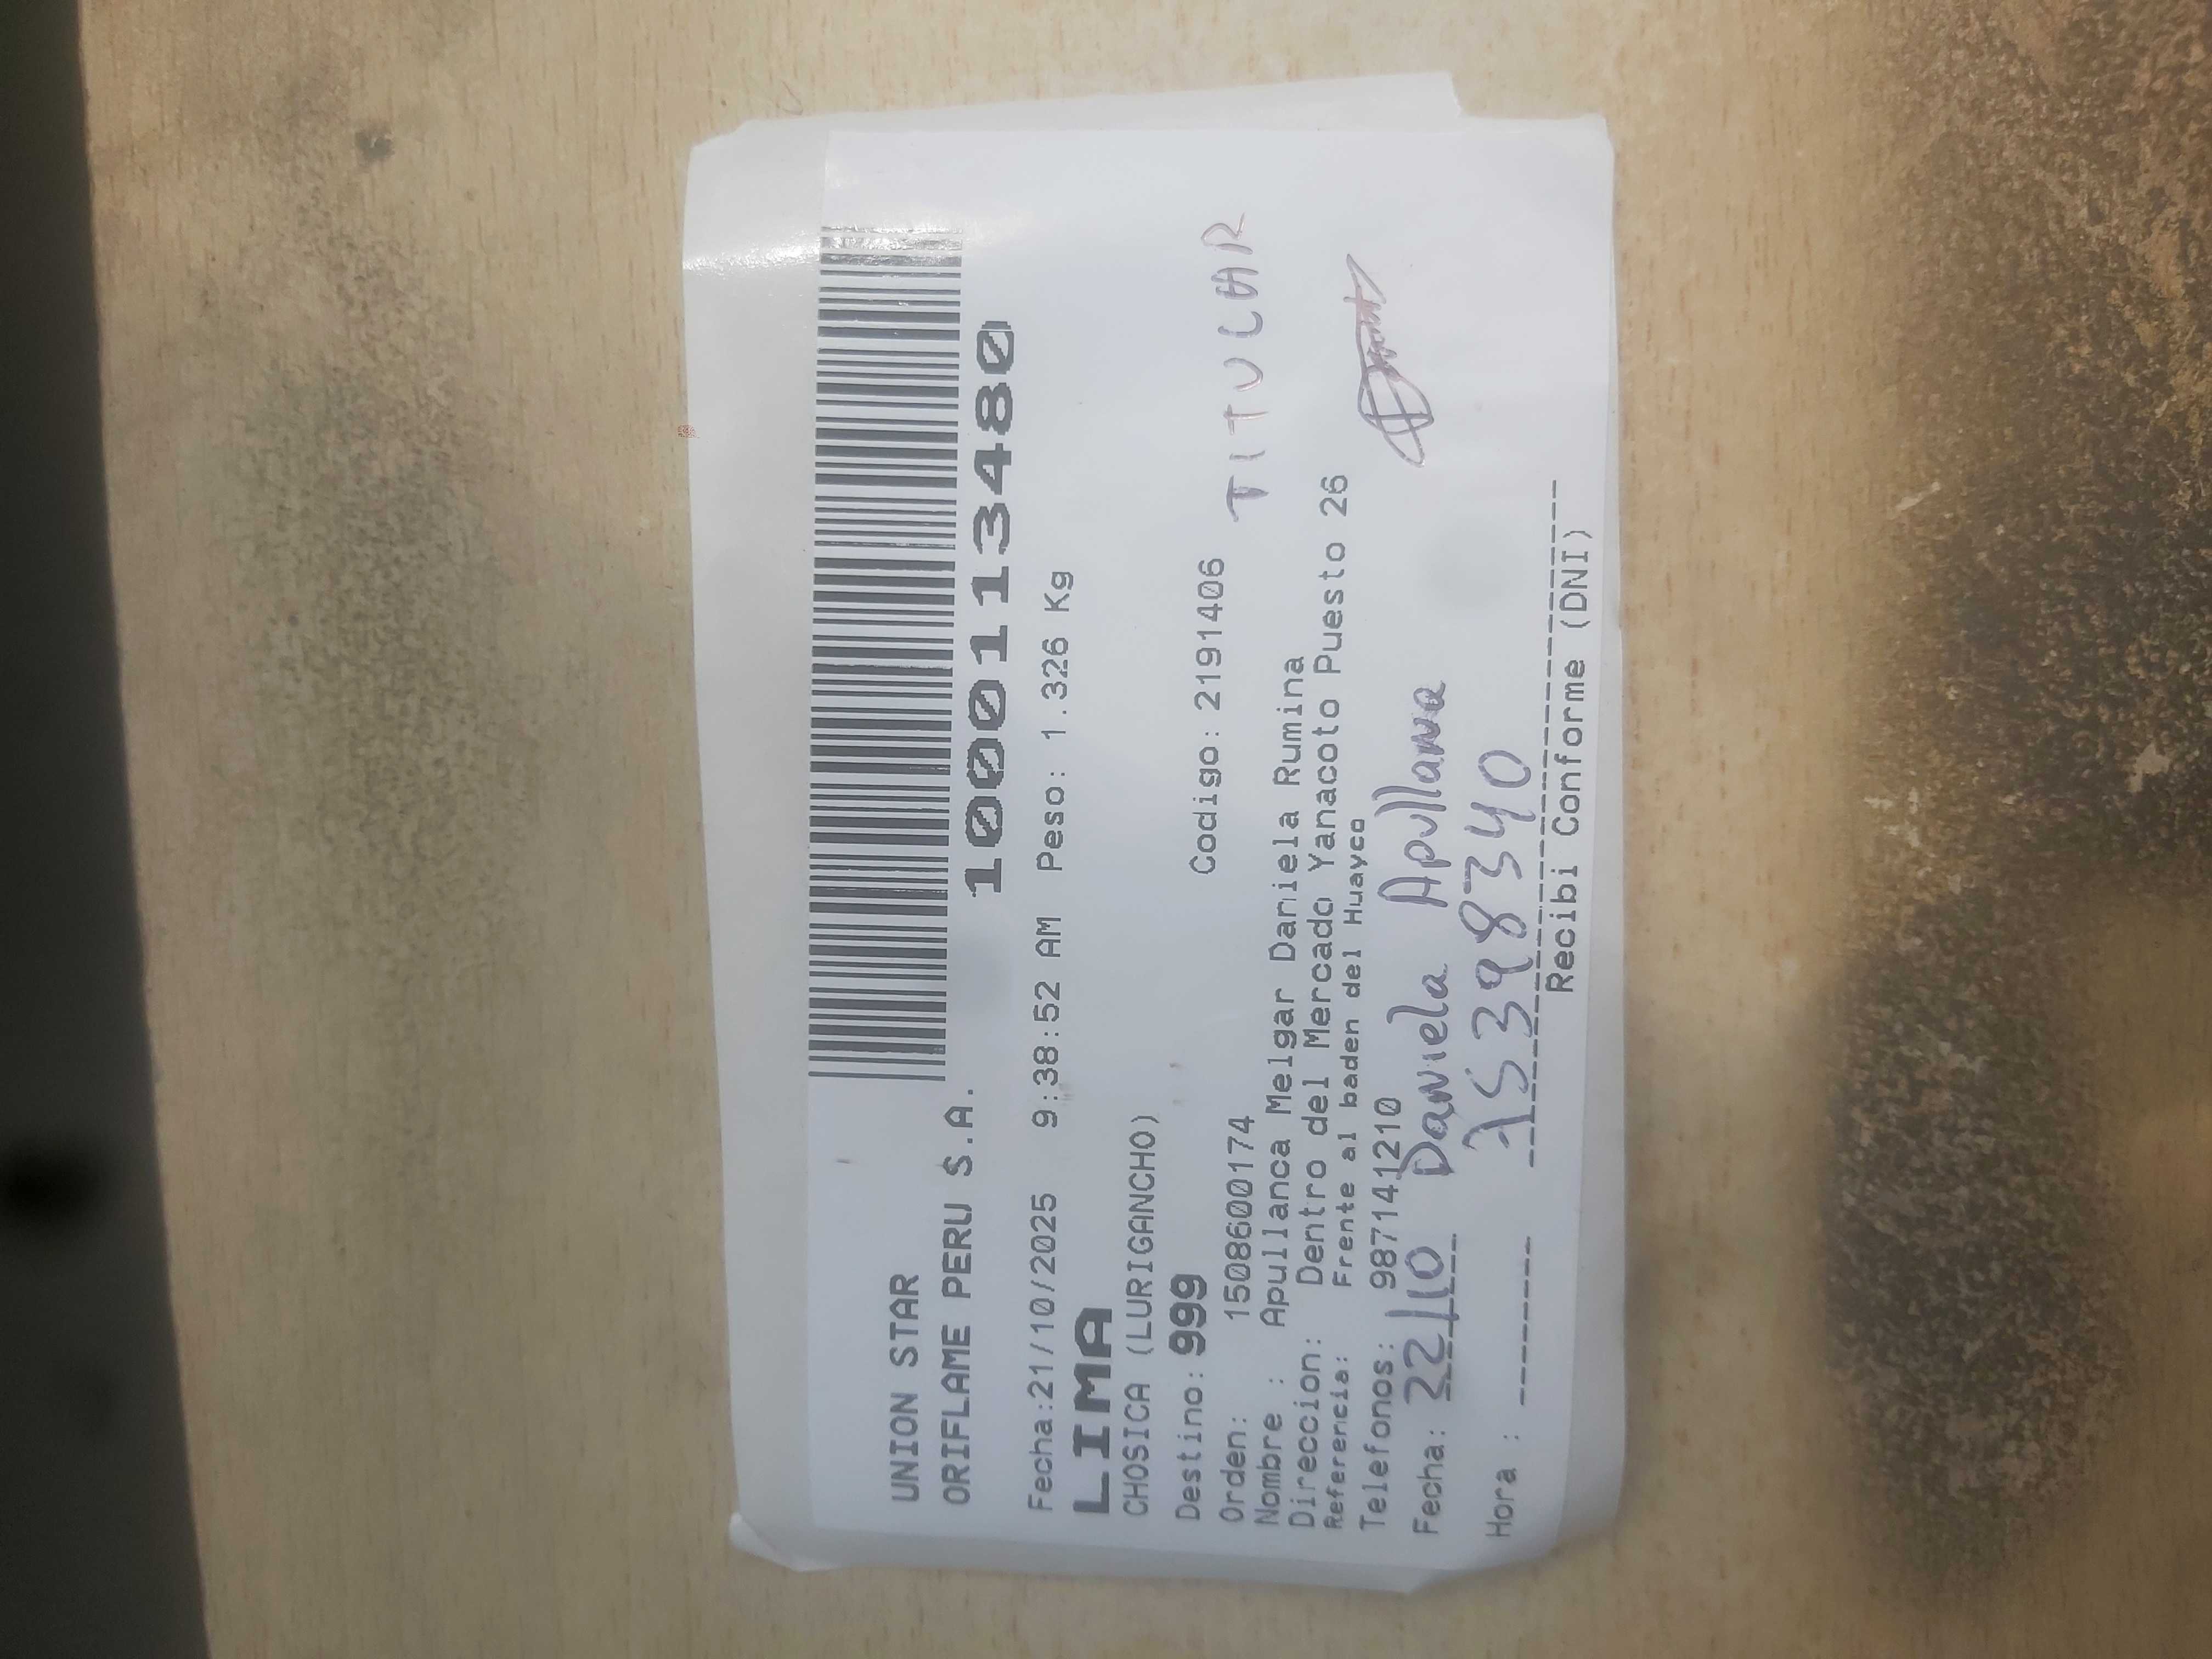 UNION STAR
ORIFLAME PERU S.A.
1000113480
Fecha:21/10/2025 9:38:52 AM Peso: 1.326 Kg
LIMA
CHOSICA (LURIGANCHO)
Destino: 999 Codigo: 2191406
Orden: 1508600174
TITULAR
Nombre : Apullanca Melgar Daniela Rumina
Direccion: Dentro del Mercado Yanacoto Puesto 26
Referencia: Frente al baden del Huayco
Telefonos: 987141210
Fecha: 22/10 Daniela Apullanca
Hora : 75398340
Recibi Conforme (DNI)